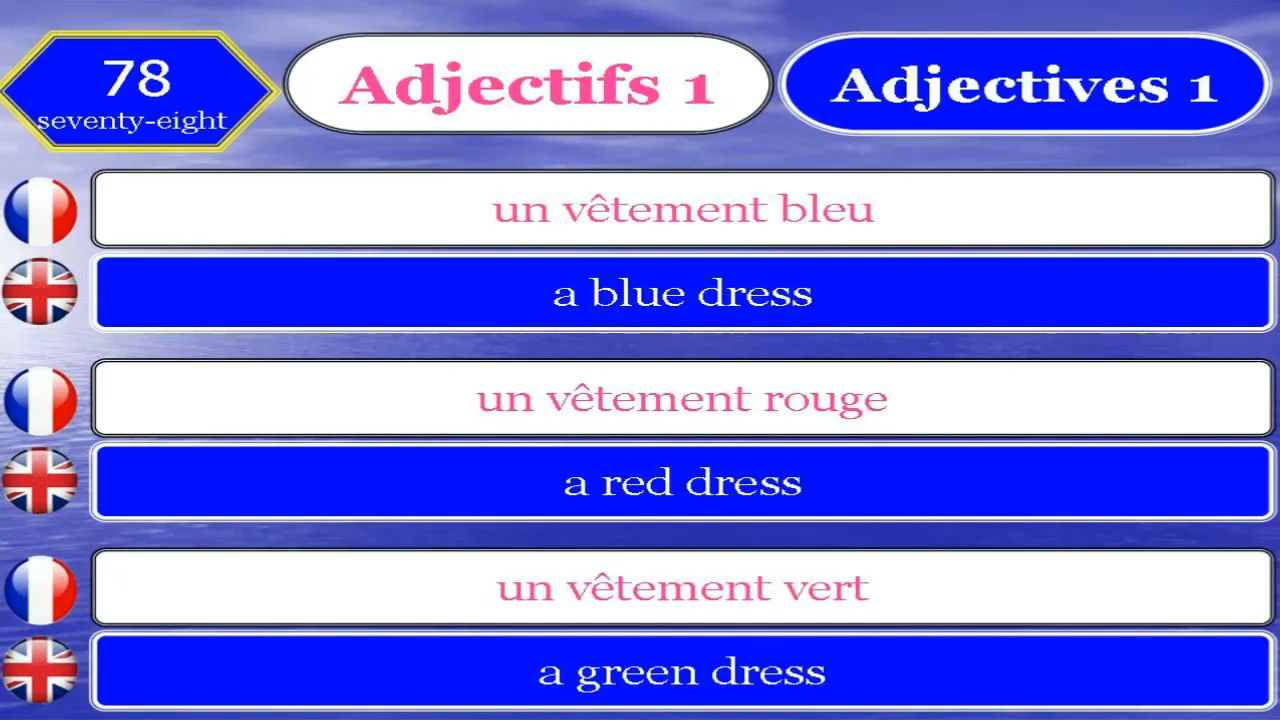 78
seventy-eight
Adjectifs 1
Adjectives 1
un vêtement bleu
a blue dress
un vêtement rouge
a red dress
un vêtement vert
a green dress